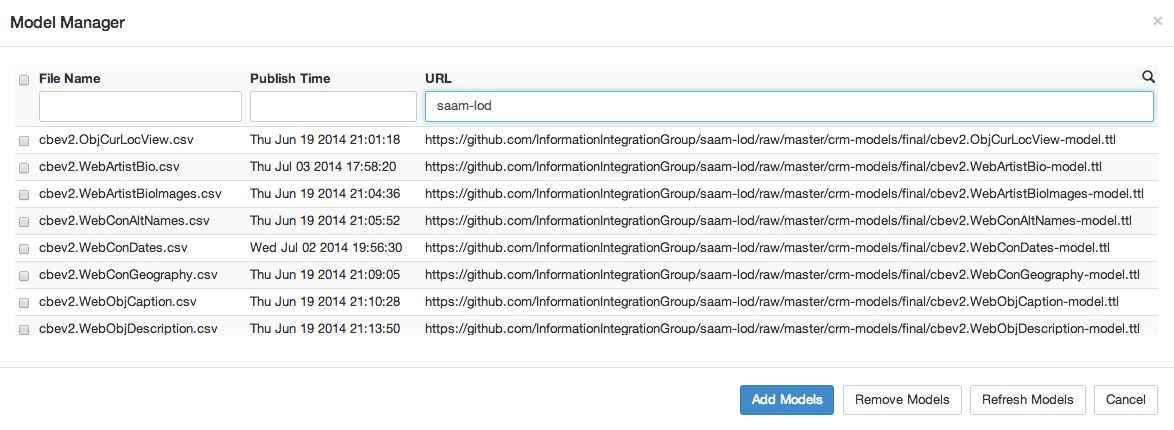 Model Manager ×
File Name Publish Time URL
saam-lod
cbev2.ObjCurLocView.csv Thu Jun 19 2014 21:01:18 https://github.com/InformationIntegrationGroup/saam-lod/raw/master/crm-models/final/cbev2.ObjCurLocView-model.ttl
cbev2.WebArtistBio.csv Thu Jul 03 2014 17:58:20 https://github.com/InformationIntegrationGroup/saam-lod/raw/master/crm-models/final/cbev2.WebArtistBio-model.ttl
cbev2.WebArtistBioImages.csv Thu Jun 19 2014 21:04:36 https://github.com/InformationIntegrationGroup/saam-lod/raw/master/crm-models/final/cbev2.WebArtistBioImages-model.ttl
cbev2.WebConAltNames.csv Thu Jun 19 2014 21:05:52 https://github.com/InformationIntegrationGroup/saam-lod/raw/master/crm-models/final/cbev2.WebConAltNames-model.ttl
cbev2.WebConDates.csv Wed Jul 02 2014 19:56:30 https://github.com/InformationIntegrationGroup/saam-lod/raw/master/crm-models/final/cbev2.WebConDates-model.ttl
cbev2.WebConGeography.csv Thu Jun 19 2014 21:09:05 https://github.com/InformationIntegrationGroup/saam-lod/raw/master/crm-models/final/cbev2.WebConGeography-model.ttl
cbev2.WebObjCaption.csv Thu Jun 19 2014 21:10:28 https://github.com/InformationIntegrationGroup/saam-lod/raw/master/crm-models/final/cbev2.WebObjCaption-model.ttl
cbev2.WebObjDescription.csv Thu Jun 19 2014 21:13:50 https://github.com/InformationIntegrationGroup/saam-lod/raw/master/crm-models/final/cbev2.WebObjDescription-model.ttl
Add Models Remove Models Refresh Models Cancel